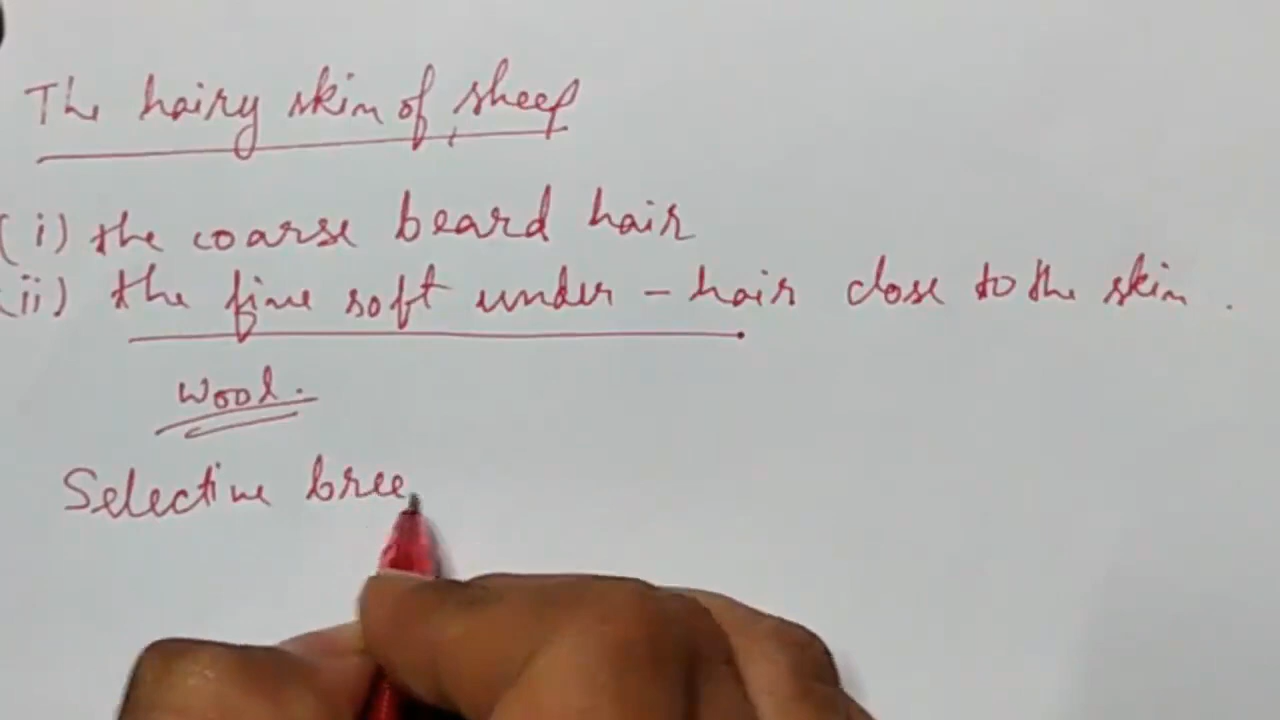 The hairy skin of sheep
(i) the coarse beard hair
(ii) the fine soft under - hair close to the skin .
Wool.
Selective bree